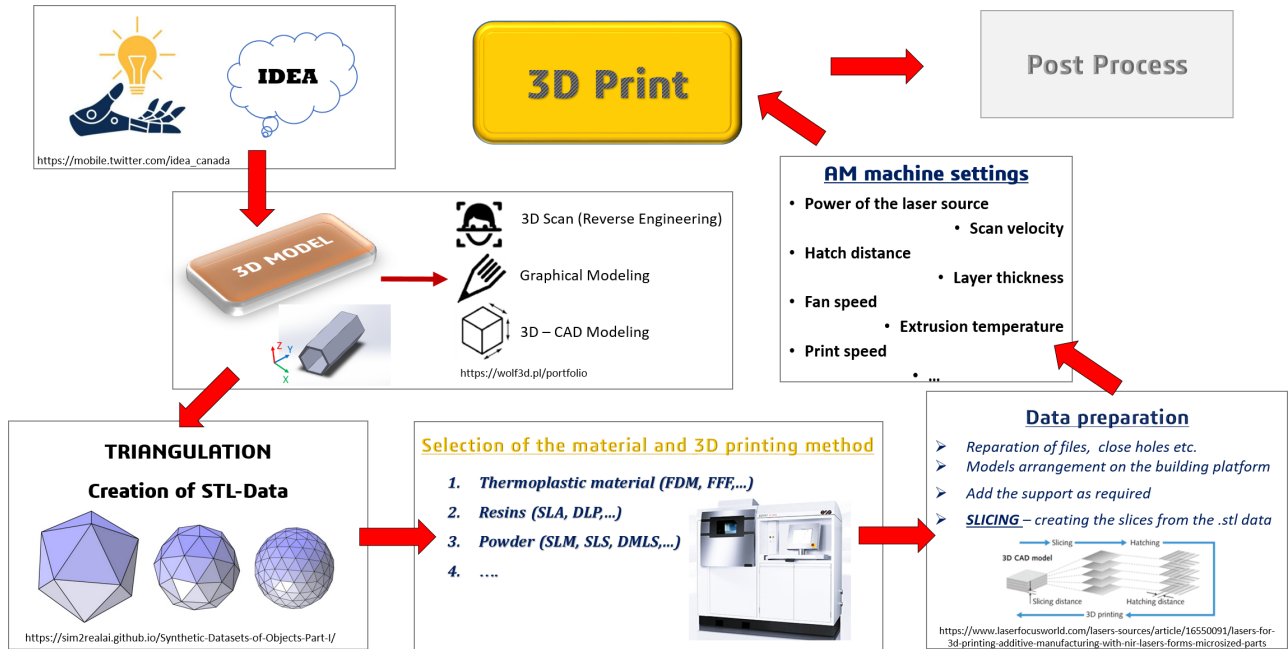 IDEA
https://mobile.twitter.com/idea_canada
3D MODEL
Z
Y
X
3D Scan (Reverse Engineering)
Graphical Modeling
3D – CAD Modeling
https://wolf3d.pl/portfolio
TRIANGULATION
Creation of STL-Data
https://sim2realai.github.io/Synthetic-Datasets-of-Objects-Part-I/
Selection of the material and 3D printing method
1. Thermoplastic material (FDM, FFF,...)
2. Resins (SLA, DLP,...)
3. Powder (SLM, SLS, DMLS,...)
4. ....
Data preparation
➢ Reparation of files, close holes etc.
➢ Models arrangement on the building platform
➢ Add the support as required
➢ SLICING – creating the slices from the .stl data
Slicing
Hatching
3D CAD model
Slicing distance
Hatching distance
3D printing
https://www.laserfocusworld.com/lasers-sources/article/16550091/lasers-for-
3d-printing-additive-manufacturing-with-nir-lasers-forms-microsized-parts
AM machine settings
• Power of the laser source
• Scan velocity
• Hatch distance
• Layer thickness
• Fan speed
• Extrusion temperature
• Print speed
• ...
3D Print
Post Process